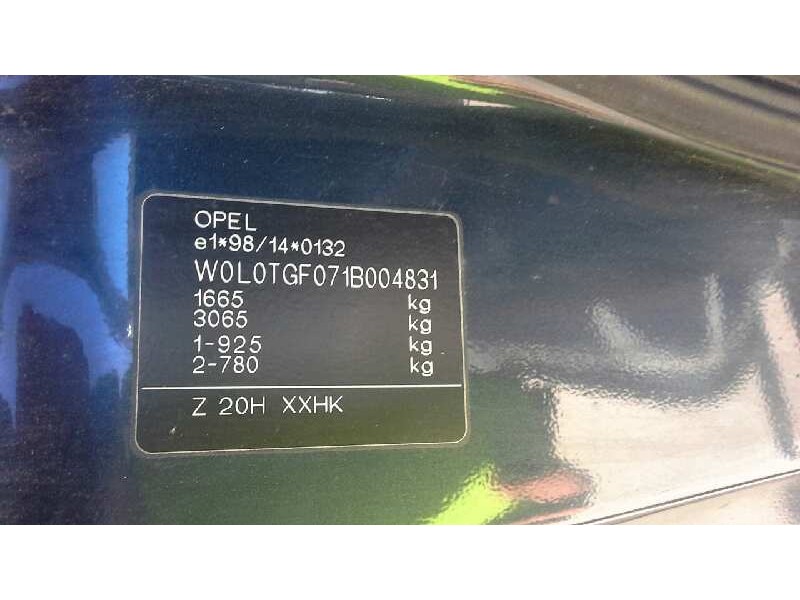 OPEL
e1*98/14*0132
W0L0TGF071B004831
1665 kg
3065 kg
1-925 kg
2-780 kg
Z 20H XXHK